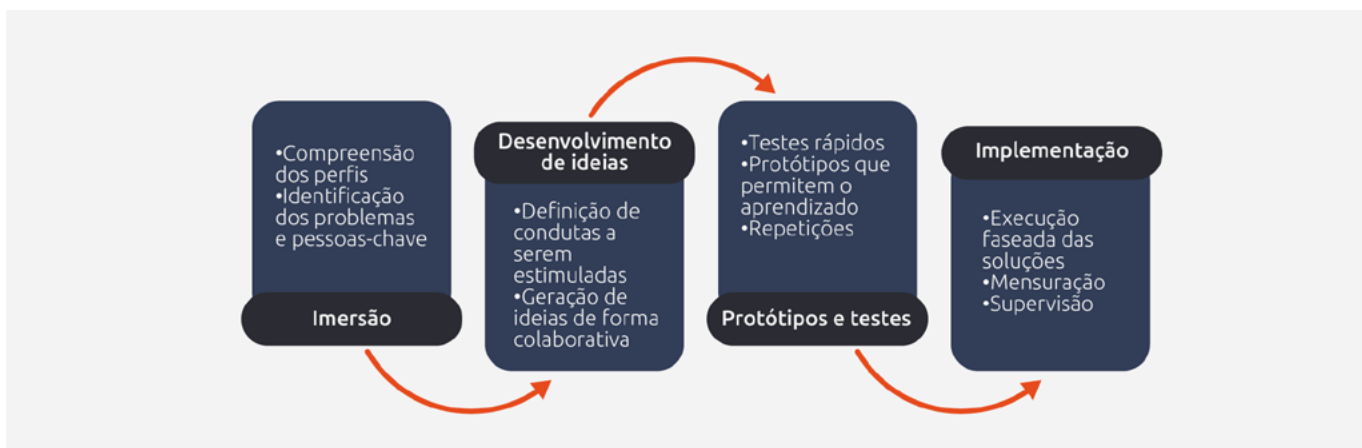 •Compreensão
dos perfis
•Identificação
dos problemas
e pessoas-chave
Imersão
Desenvolvimento
de ideias
•Definição de
condutas a
serem
estimuladas
•Geração de
ideias de forma
colaborativa
•Testes rápidos
•Protótipos que
permitem o
aprendizado
•Repetições
Protótipos e testes
Implementação
•Execução
faseada das
soluções
•Mensuração
•Supervisão